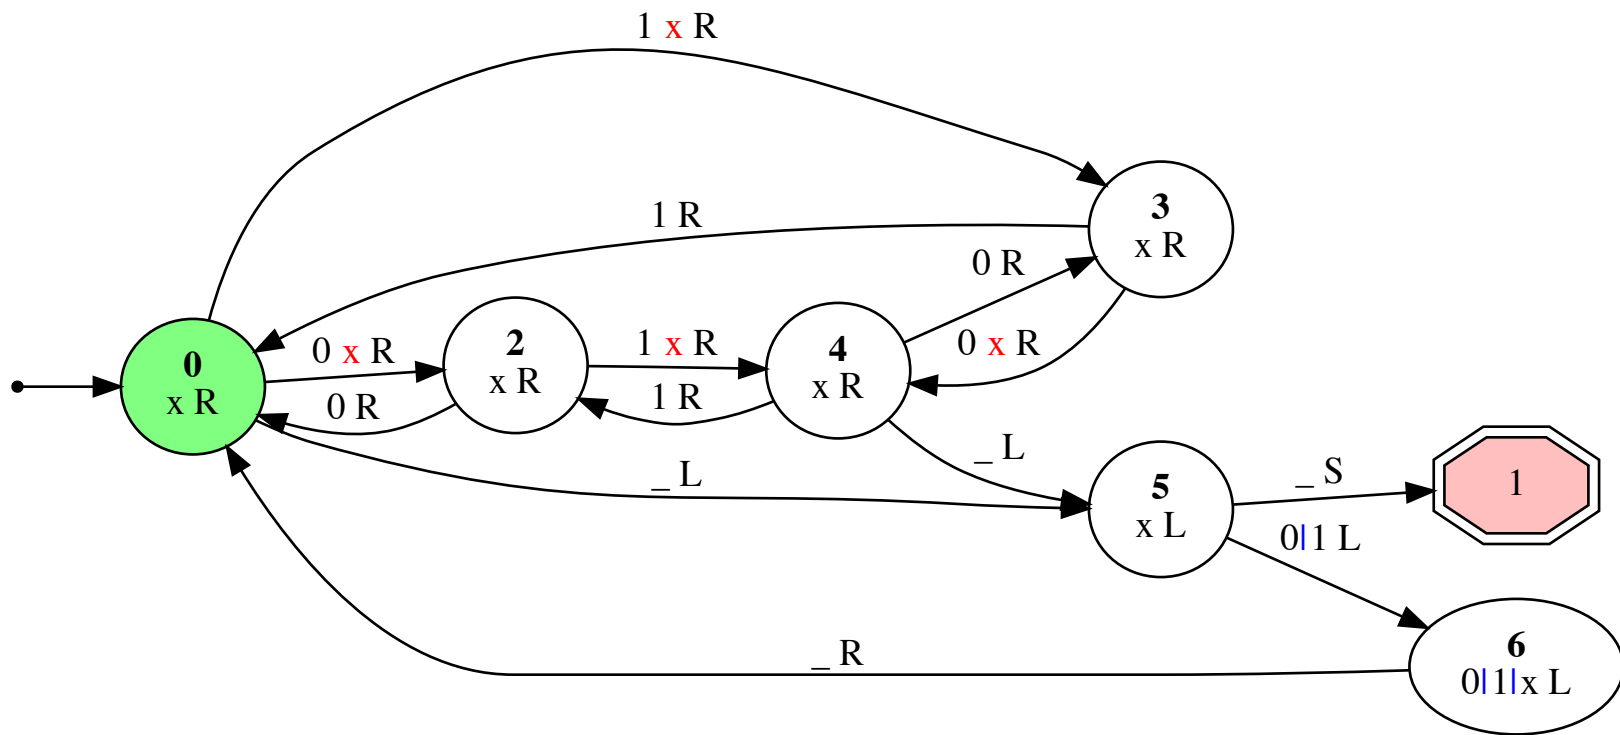 1 x R
3
x R
1 R
0 R
0 x R
1 x R
0 x R
2
x R
4
x R
0
x R
0 R
1 R
_ L
_ L
5
x L
_ S
1
0|1 L
6
0|1|x L
_ R